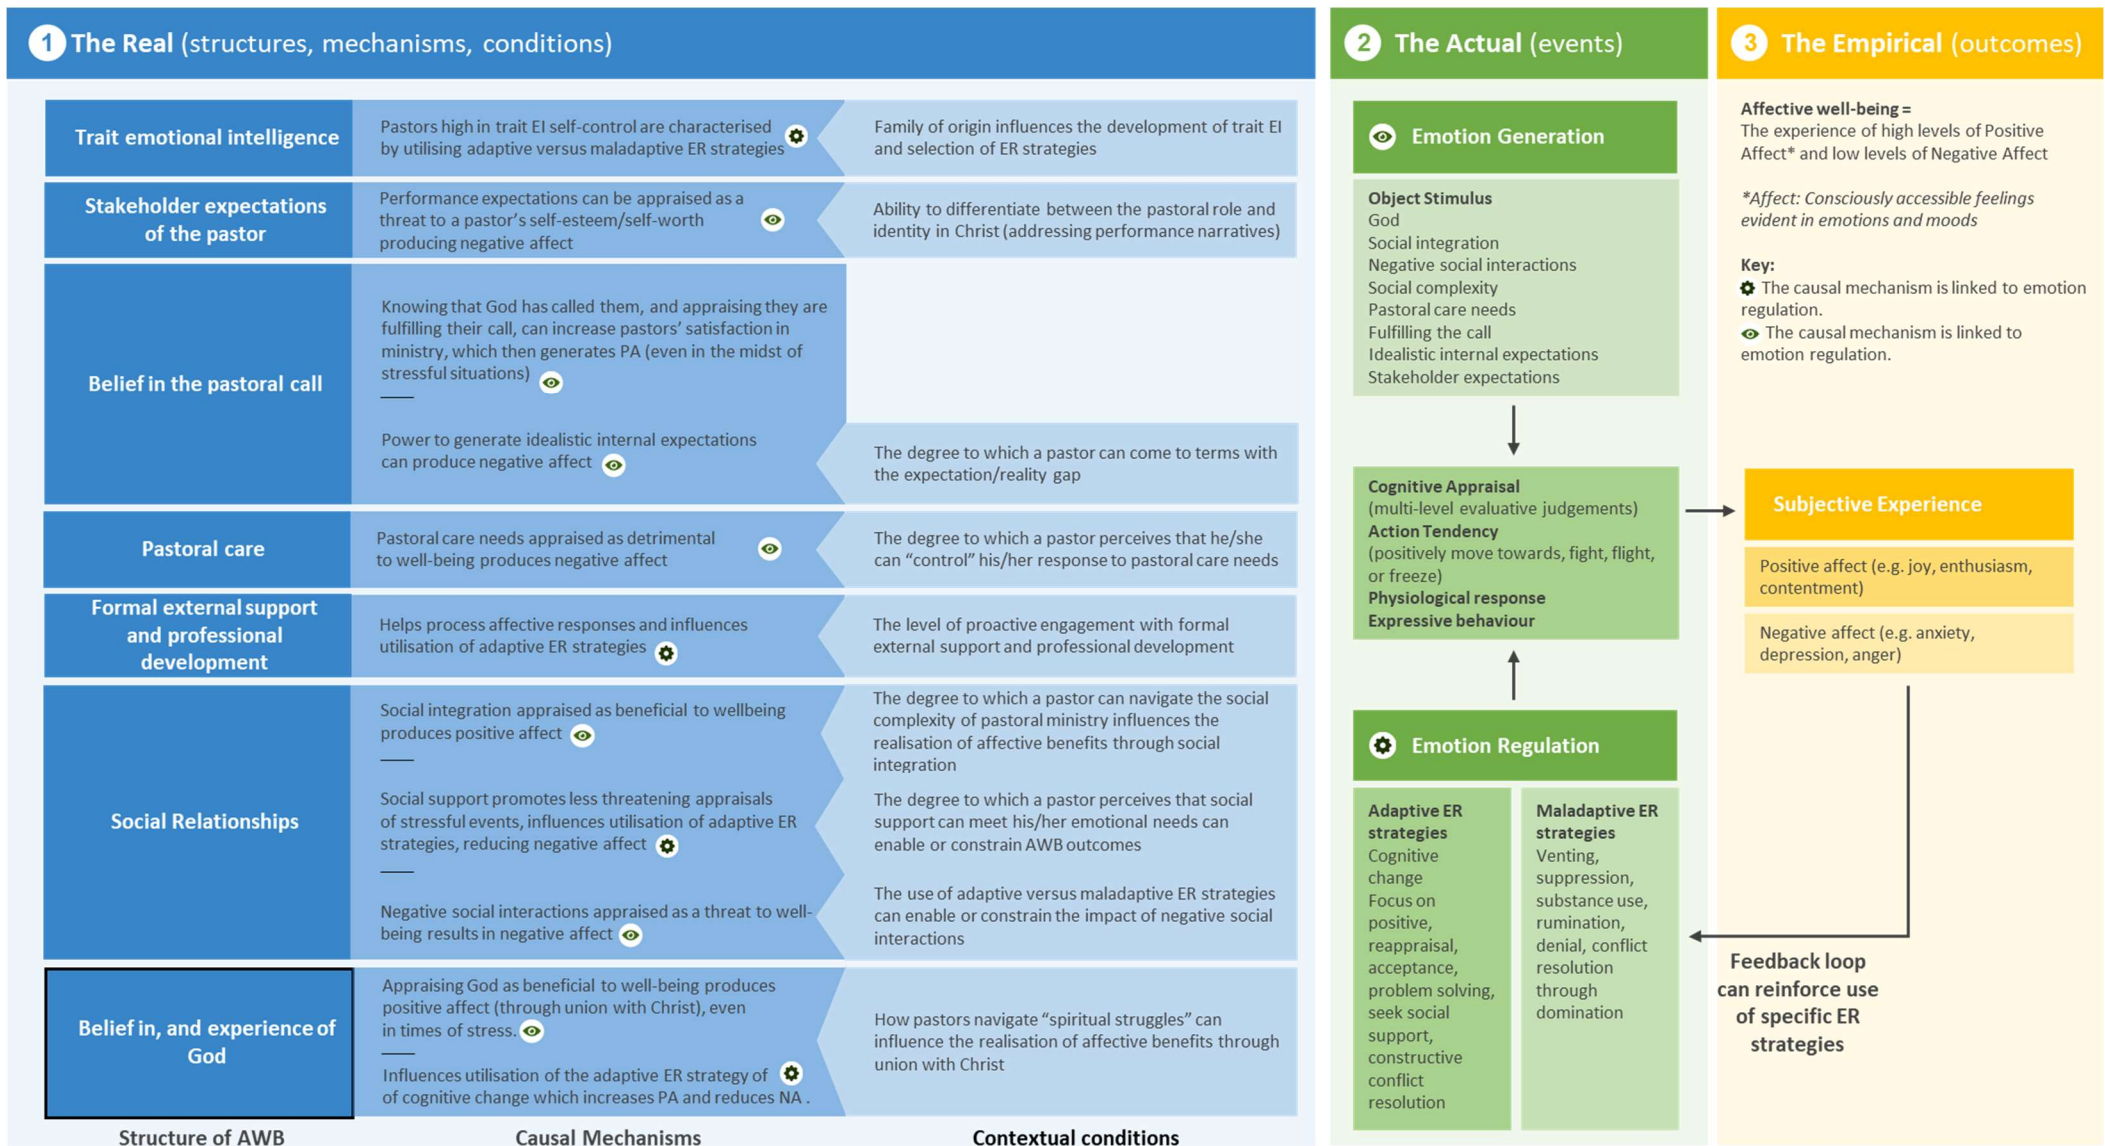 1 The Real (structures, mechanisms, conditions)
Trait emotional intelligence
Pastors high in trait EI self-control are characterised
by utilising adaptive versus maladaptive ER strategies
Family of origin influences the development of trait EI
and selection of ER strategies
Stakeholder expectations
of the pastor
Performance expectations can be appraised as a
threat to a pastor's self-esteem/self-worth
producing negative affect
Ability to differentiate between the pastoral role and
identity in Christ (addressing performance narratives)
Belief in the pastoral call
Knowing that God has called them, and appraising they are
fulfilling their call, can increase pastors' satisfaction in
ministry, which then generates PA (even in the midst of
stressful situations)
Power to generate idealistic internal expectations
can produce negative affect
The degree to which a pastor can come to terms with
the expectation/reality gap
Pastoral care
Pastoral care needs appraised as detrimental
to well-being produces negative affect
The degree to which a pastor perceives that he/she
can "control" his/her response to pastoral care needs
Formal external support
and professional
development
Helps process affective responses and influences
utilisation of adaptive ER strategies
The level of proactive engagement with formal
external support and professional development
Social Relationships
Social integration appraised as beneficial to wellbeing
produces positive affect
Social support promotes less threatening appraisals
of stressful events, influences utilisation of adaptive ER
strategies, reducing negative affect
Negative social interactions appraised as a threat to well-
being results in negative affect
The degree to which a pastor can navigate the social
complexity of pastoral ministry influences the
realisation of affective benefits through social
integration
The degree to which a pastor perceives that social
support can meet his/her emotional needs can
enable or constrain AWB outcomes
The use of adaptive versus maladaptive ER strategies
can enable or constrain the impact of negative social
interactions
Belief in, and experience of
God
Appraising God as beneficial to well-being produces
positive affect (through union with Christ), even
in times of stress.
Influences utilisation of the adaptive ER strategy of
of cognitive change which increases PA and reduces NA .
How pastors navigate "spiritual struggles" can
influence the realisation of affective benefits through
union with Christ
Structure of AWB
Causal Mechanisms
Contextual conditions
2 The Actual (events)
Emotion Generation
Object Stimulus
God
Social integration
Negative social interactions
Social complexity
Pastoral care needs
Fulfilling the call
Idealistic internal expectations
Stakeholder expectations
Cognitive Appraisal
(multi-level evaluative judgements)
Action Tendency
(positively move towards, fight, flight,
or freeze)
Physiological response
Expressive behaviour
Emotion Regulation
Adaptive ER
strategies
Cognitive
change
Focus on
positive,
reappraisal,
acceptance,
problem solving,
seek social
support,
constructive
conflict
resolution
Maladaptive ER
strategies
Venting,
suppression,
substance use,
rumination,
denial, conflict
resolution
through
domination
3 The Empirical (outcomes)
Affective well-being =
The experience of high levels of Positive
Affect* and low levels of Negative Affect
*Affect: Consciously accessible feelings
evident in emotions and moods
Key:
The causal mechanism is linked to emotion
regulation.
The causal mechanism is linked to
emotion regulation.
Subjective Experience
Positive affect (e.g. joy, enthusiasm,
contentment)
Negative affect (e.g. anxiety,
depression, anger)
Feedback loop
can reinforce use
of specific ER
strategies